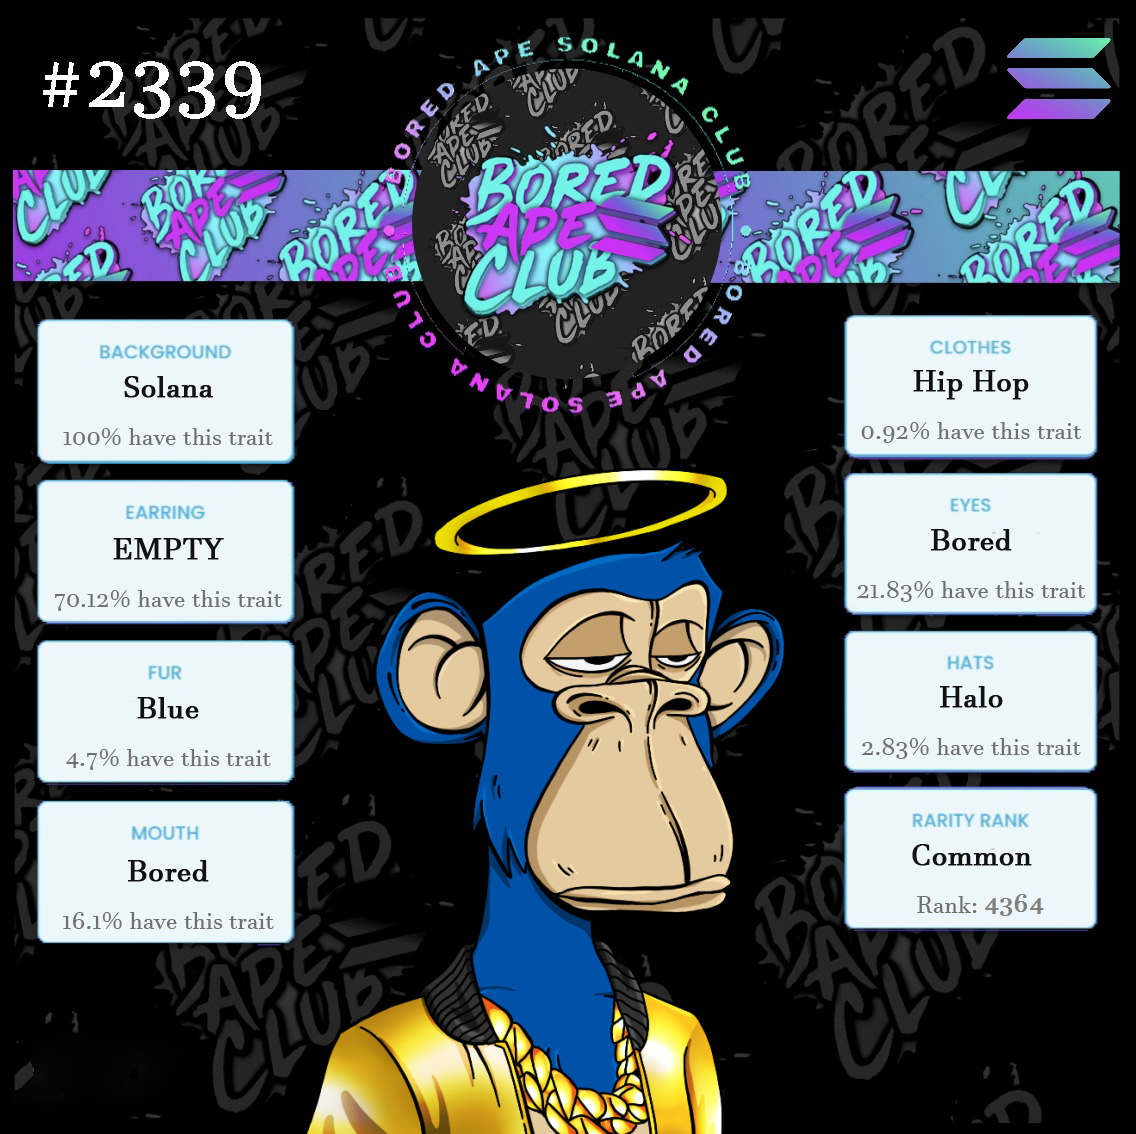 #2339
BORED APE SOLANA CLUB
BORED APE SOLANA CLUB
BORED
APE
CLUB
BACKGROUND
Solana
100% have this trait
EARRING
EMPTY
70.12% have this trait
FUR
Blue
4.7% have this trait
MOUTH
Bored
16.1% have this trait
CLOTHES
Hip Hop
0.92% have this trait
EYES
Bored
21.83% have this trait
HATS
Halo
2.83% have this trait
RARITY RANK
Common
Rank: 4364